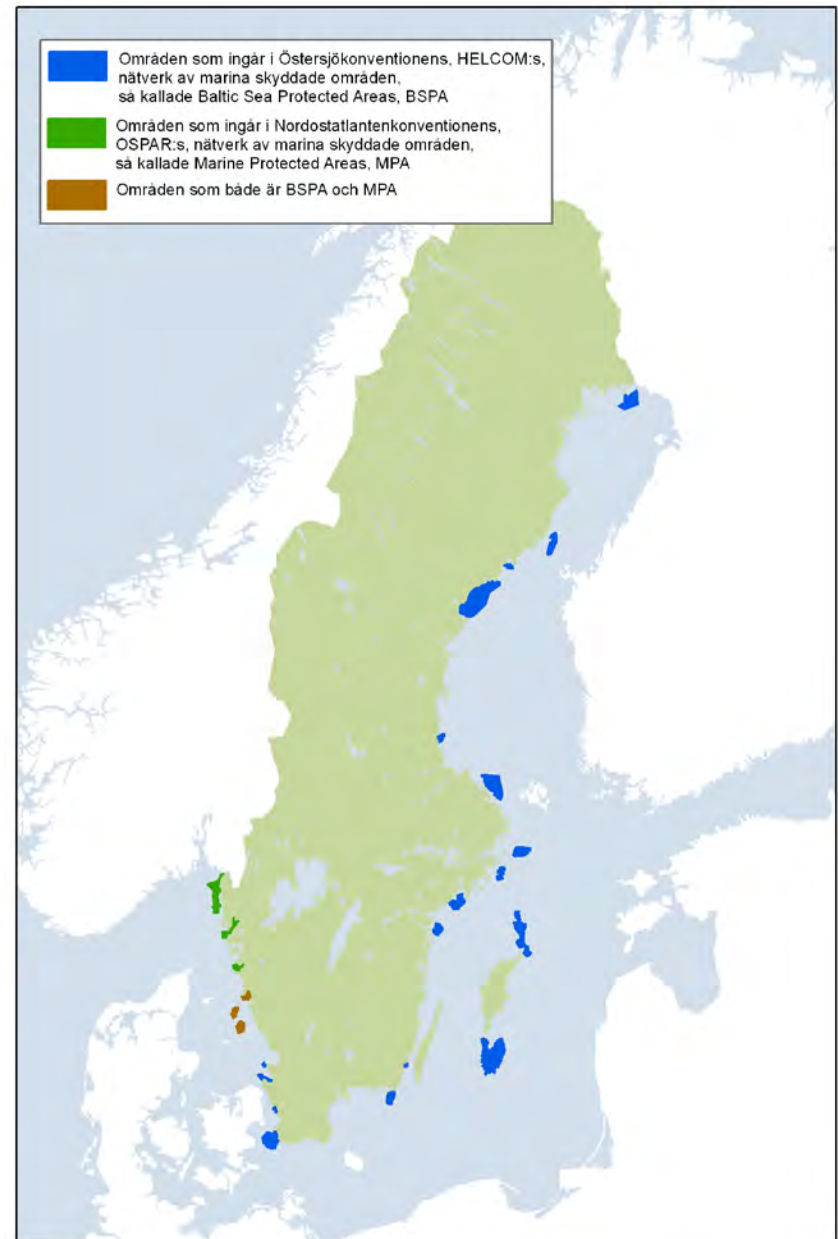 Områden som ingår i Östersjökonventionens, HELCOM:s,
nätverk av marina skyddade områden,
så kallade Baltic Sea Protected Areas, BSPA
Områden som ingår i Nordostatlantenkonventionens,
OSPAR:s, nätverk av marina skyddade områden,
så kallade Marine Protected Areas, MPA
Områden som både är BSPA och MPA